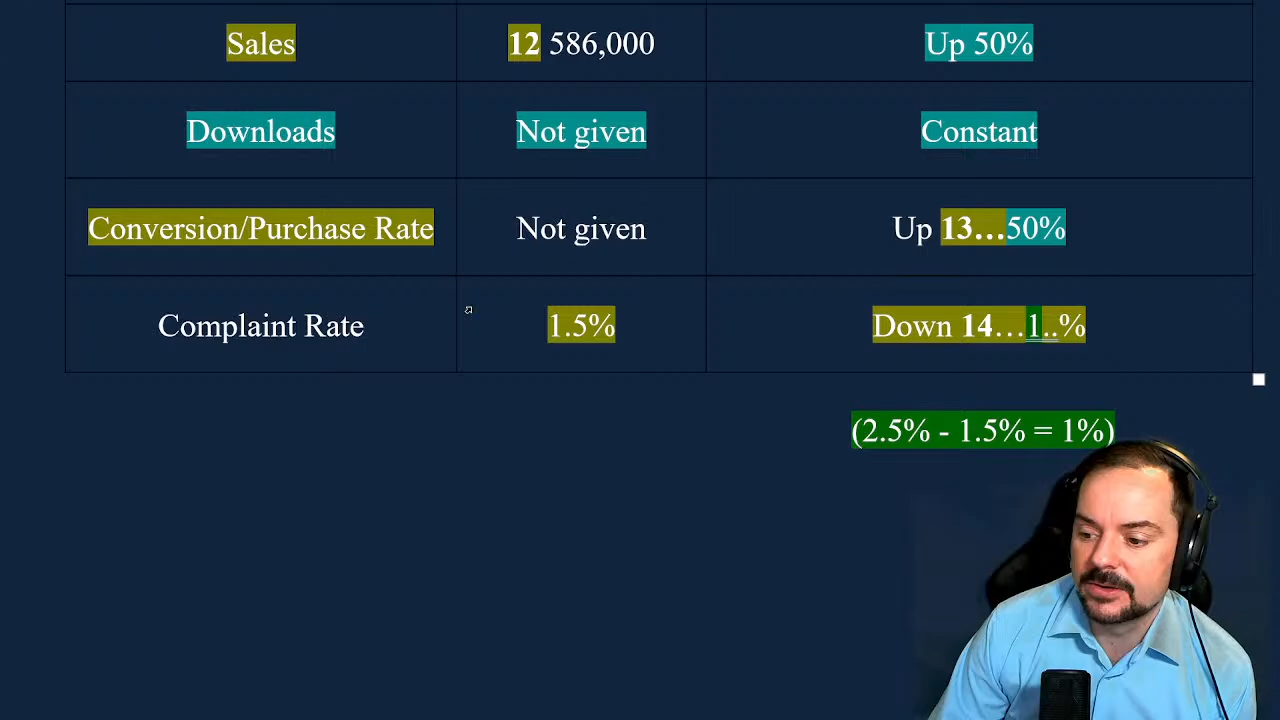 Sales 12 586,000 Up 50%
Downloads Not given Constant
Conversion/Purchase Rate Not given Up 13…50%
Complaint Rate 1.5% Down 14…1..%
(2.5% - 1.5% = 1%)